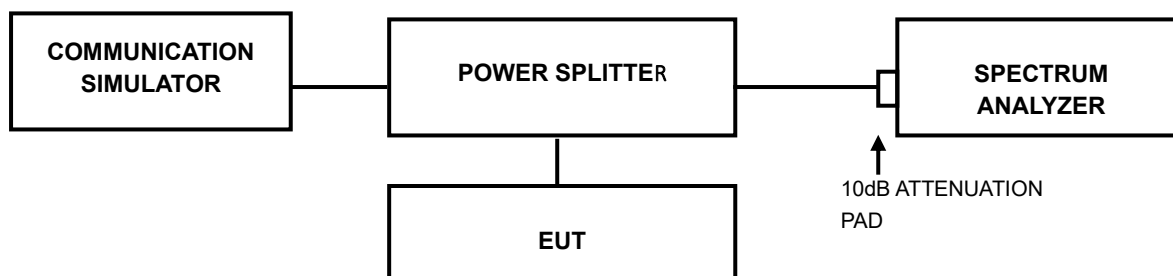 COMMUNICATION
SIMULATOR
POWER SPLITTER
SPECTRUM
ANALYZER
10dB ATTENUATION
PAD
EUT